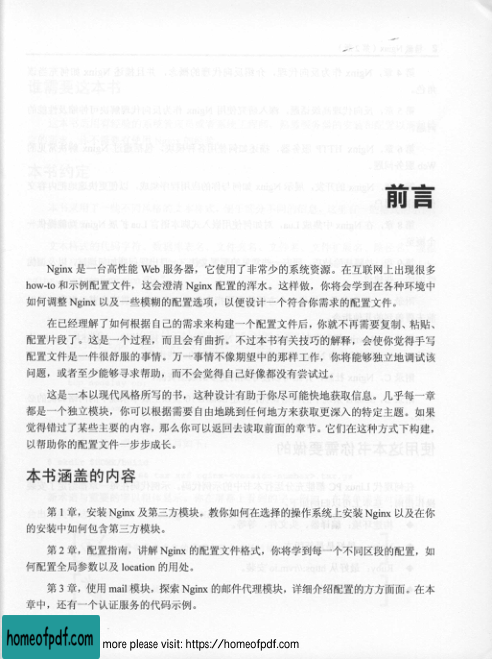 前言
Nginx 是一台高性能 Web 服务器，它使用了非常少的系统资源。在互联网上出现很多
how-to 和示例配置文件，这会澄清 Nginx 配置的浑水。这样做，你将会学到在各种环境中
如何调整 Nginx 以及一些模糊的配置选项，以便设计一个符合你需求的配置文件。
在已经理解了如何根据自己的需求来构建一个配置文件后，你就不再需要复制、粘贴、
配置片段了。这是一个过程，而且会有曲折。不过本书有关技巧的解释，会使你觉得手写
配置文件是一件很舒服的事情。万一事情不像期望中的那样工作，你将能够独立地调试该
问题，或者至少能够寻求帮助，而不会觉得自己好像都没有尝试过。
这是一本以现代风格所写的书，这种设计有助于你尽可能快地获取信息。几乎每一章
都是一个独立模块，你可以根据需要自由地跳到任何地方来获取更深入的特定主题。如果
觉得错过了某些主要的内容，那么你可以返回去读取前面的章节。它们在这种方式下构建，
以帮助你的配置文件一步步成长。
本书涵盖的内容
第 1 章，安装 Nginx 及第三方模块。教你如何在选择的操作系统上安装 Nginx 以及在你
的安装中如何包含第三方模块。
第 2 章，配置指南，讲解 Nginx 的配置文件格式，你将学到每一个不同区段的配置，如
何配置全局参数以及 location 的用处。
第 3 章，使用 mail 模块，探索 Nginx 的邮件代理模块，详细介绍配置的方方面面。在本
章中，还有一个认证服务的代码示例。
homeofpdf.com
more please visit: https://homeofpdf.com